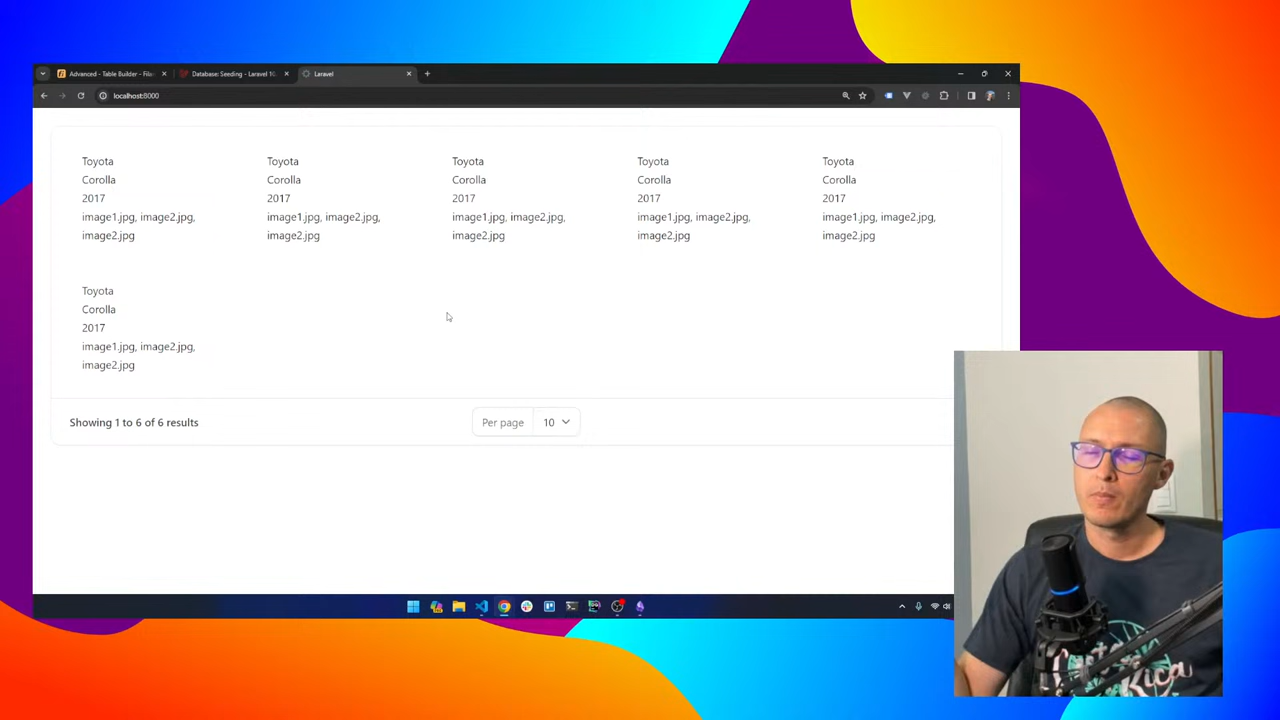 Advanced - Table Builder - Fila
Database: Seeding - Laravel 10
Laravel
localhost:8000
Toyota Toyota Toyota Toyota Toyota
Corolla Corolla Corolla Corolla Corolla
2017 2017 2017 2017 2017
image1.jpg, image2.jpg, image1.jpg, image2.jpg, image1.jpg, image2.jpg, image1.jpg, image2.jpg, image1.jpg, image2.jpg,
image2.jpg image2.jpg image2.jpg image2.jpg image2.jpg
Toyota
Corolla
2017
image1.jpg, image2.jpg,
image2.jpg
Showing 1 to 6 of 6 results
Per page 10
Rica